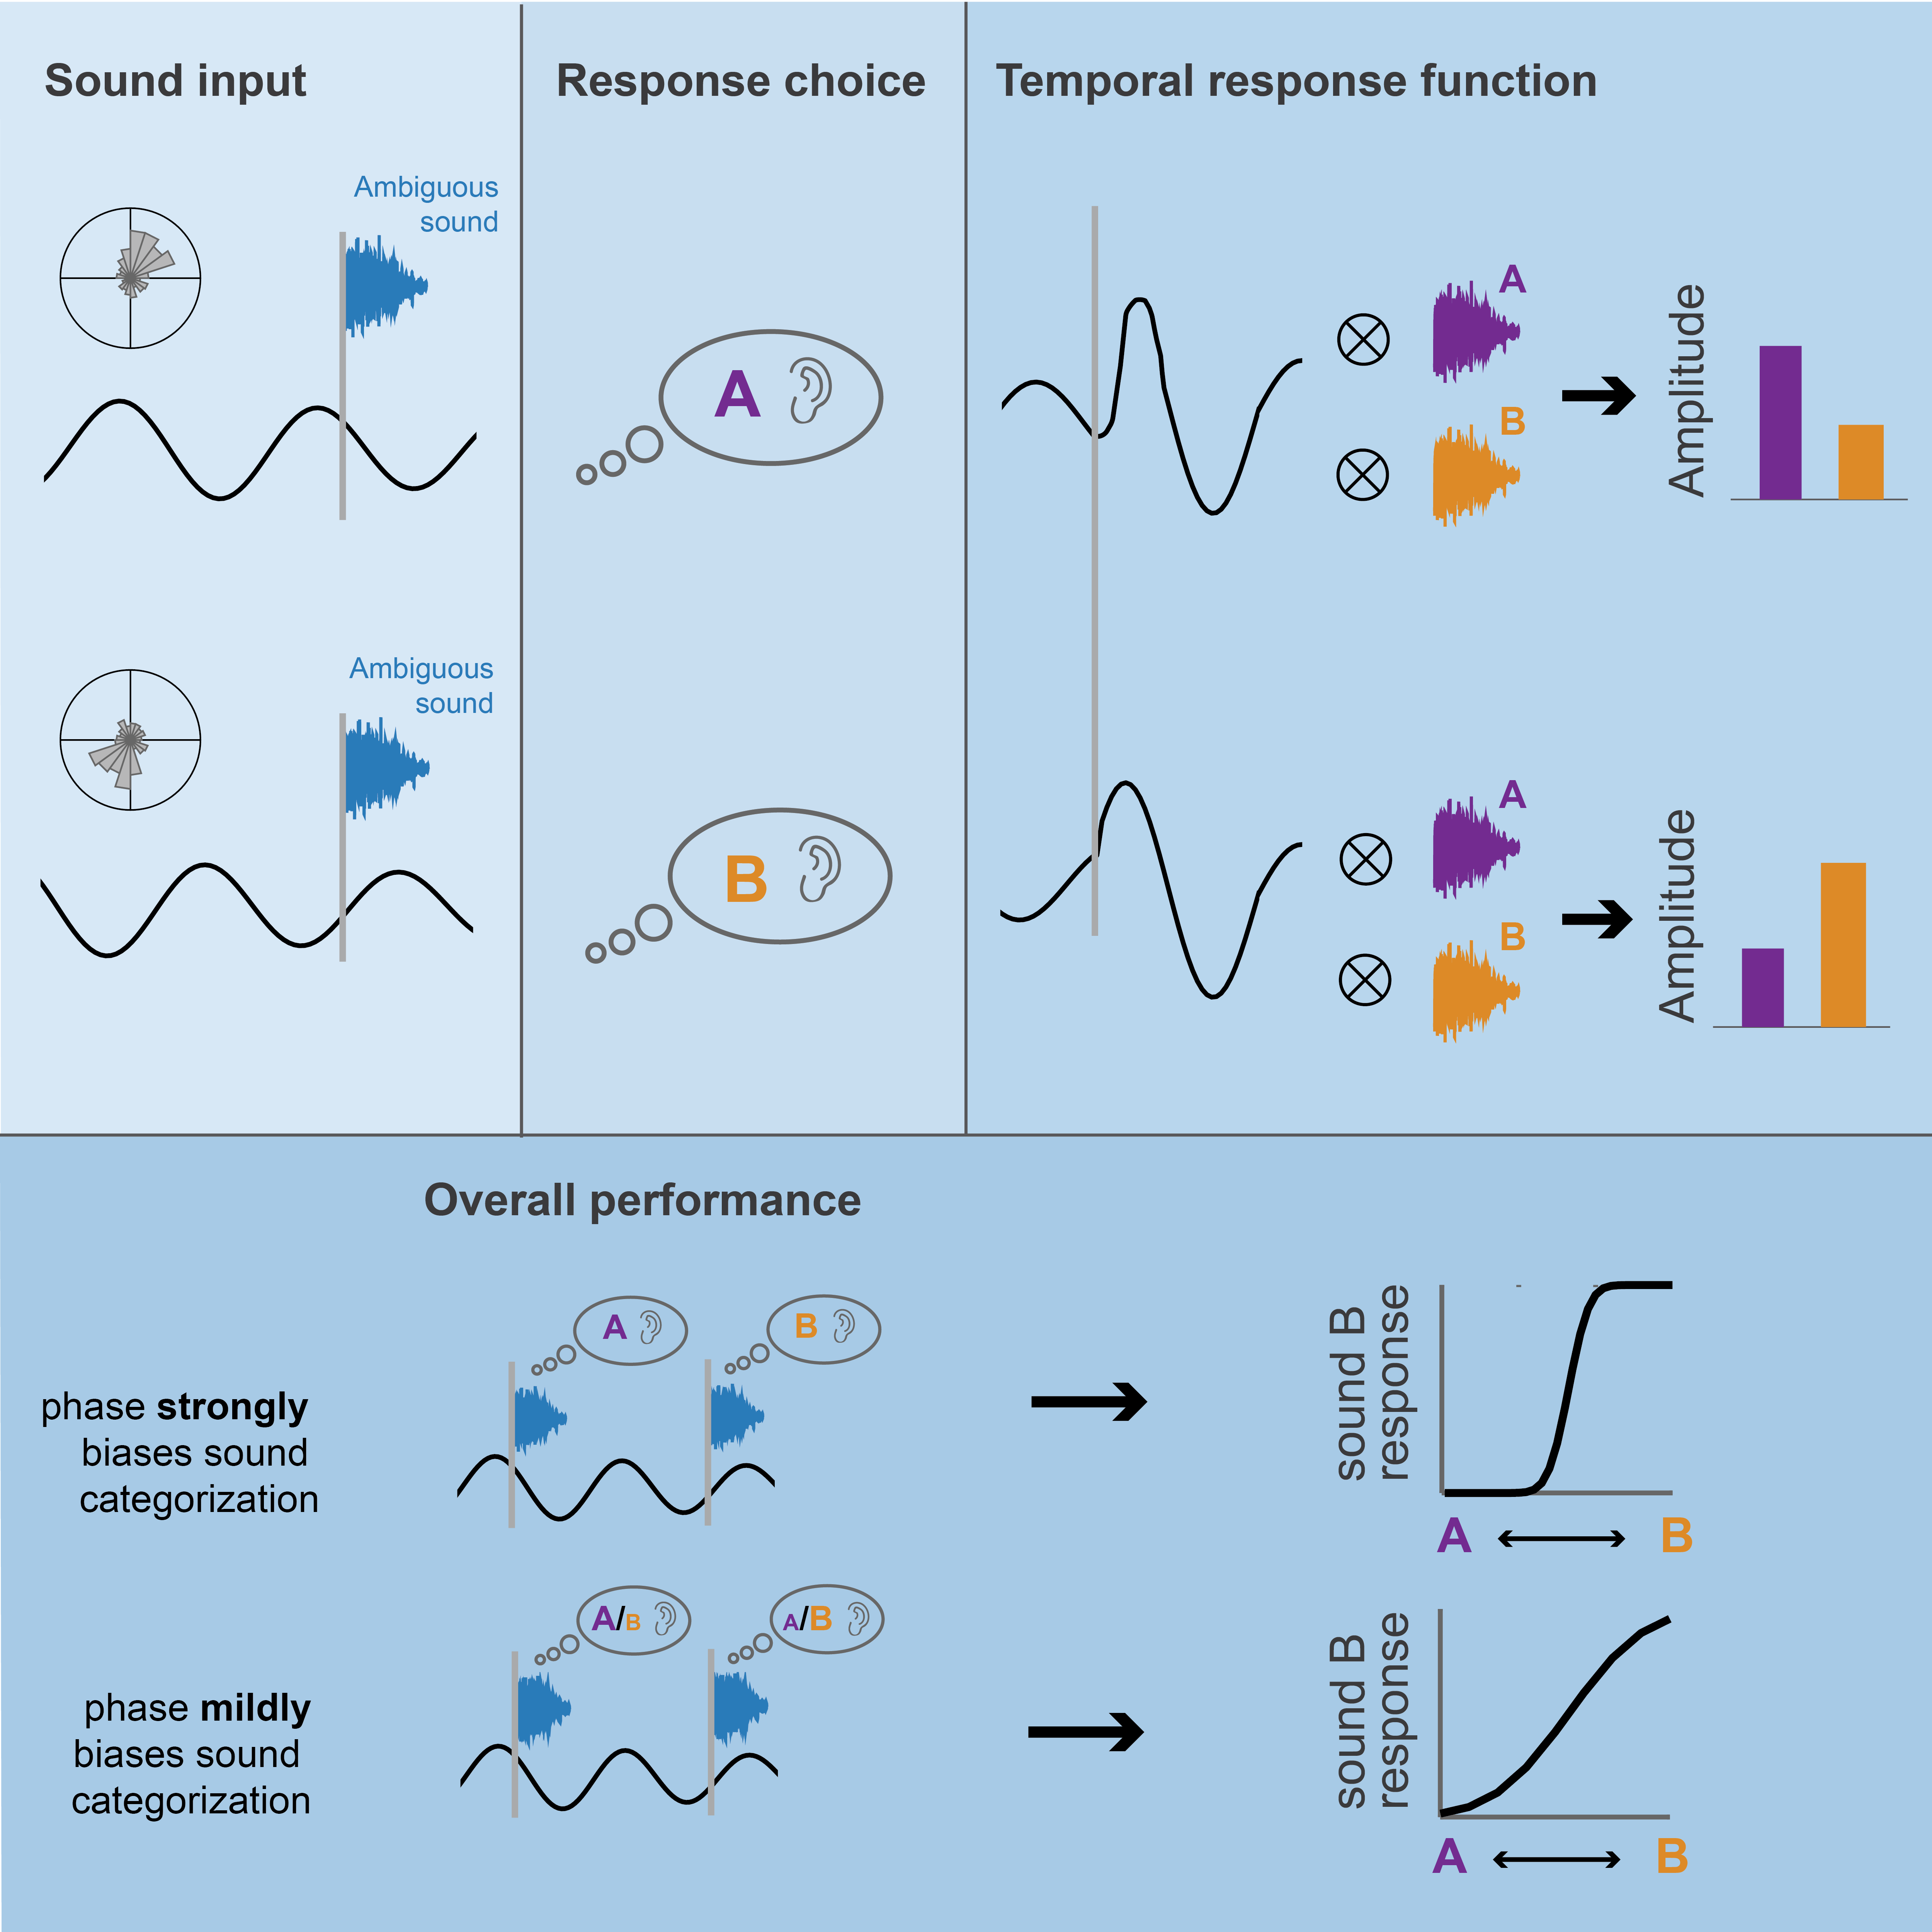 Sound input
Response choice
Temporal response function
Ambiguous
sound
A
A
B
Amplitude
Ambiguous
sound
B
A
B
Amplitude
Overall performance
phase strongly
biases sound
categorization
A
B
sound B
response
A
B
phase mildly
biases sound
categorization
A/B
A/B
sound B
response
A
B